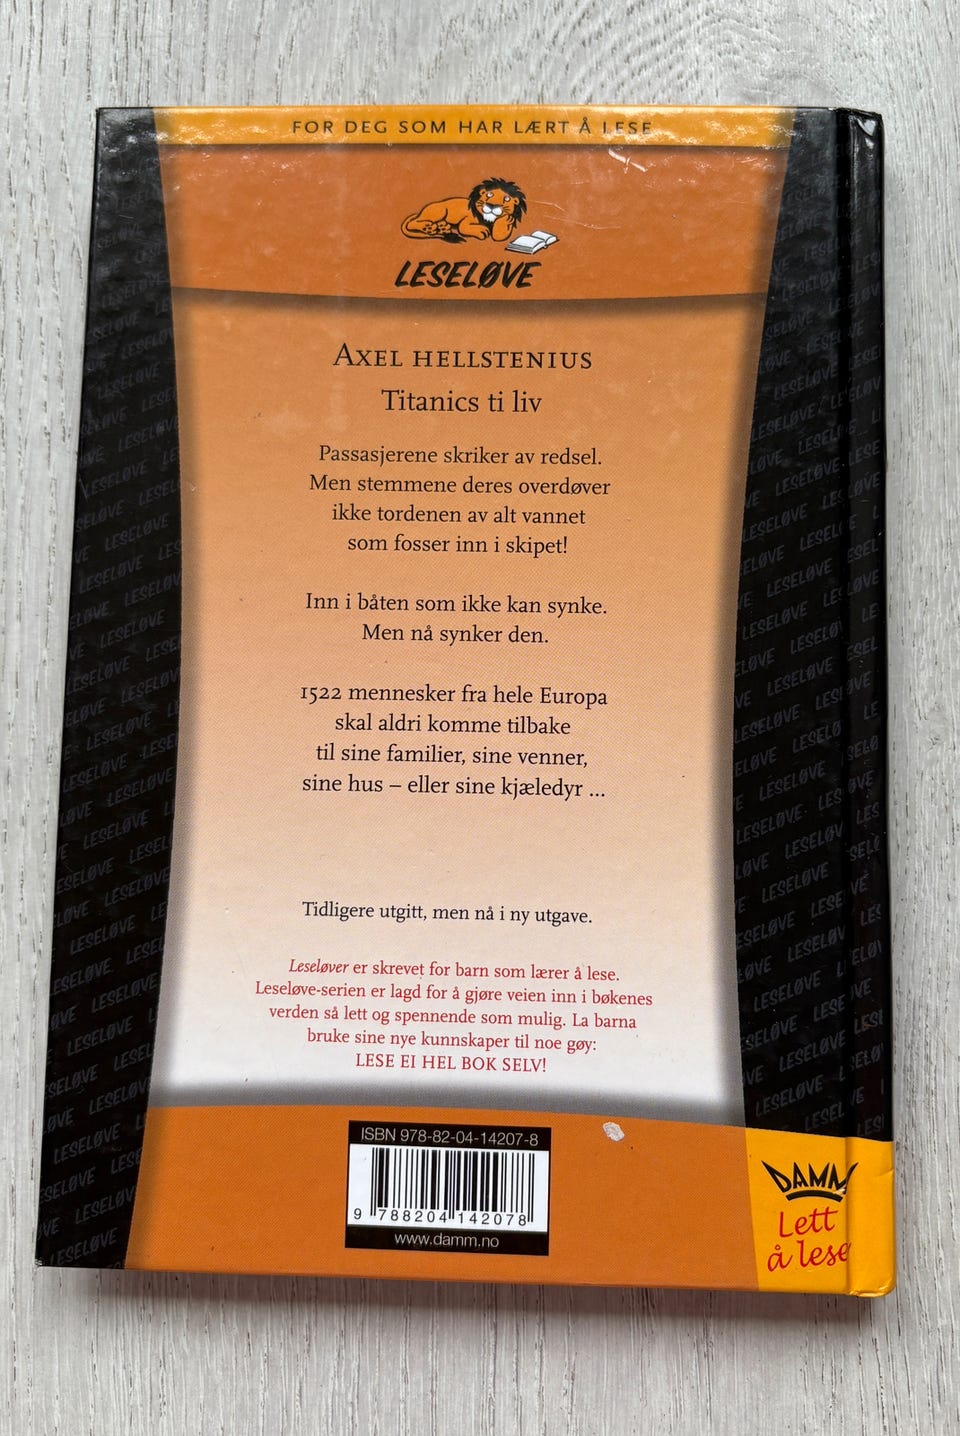 FOR DEG SOM HAR LÆRT Å LESE
LESELØVE
AXEL HELLSTENIUS
Titanics ti liv
Passasjerene skriker av redsel.
Men stemmene deres overdøver
ikke tordenen av alt vannet
som fosser inn i skipet!
Inn i båten som ikke kan synke.
Men nå synker den.
1522 mennesker fra hele Europa
skal aldri komme tilbake
til sine familier, sine venner,
sine hus – eller sine kjæledyr ...
Tidligere utgitt, men nå i ny utgave.
Leseløver er skrevet for barn som lærer å lese.
Leseløve-serien er lagd for å gjøre veien inn i bøkenes
verden så lett og spennende som mulig. La barna
bruke sine nye kunnskaper til noe gøy:
LESE EI HEL BOK SELV!
ISBN 978-82-04-14207-8
9 788204 142078
www.damm.no
DAMM
Lett
å lese